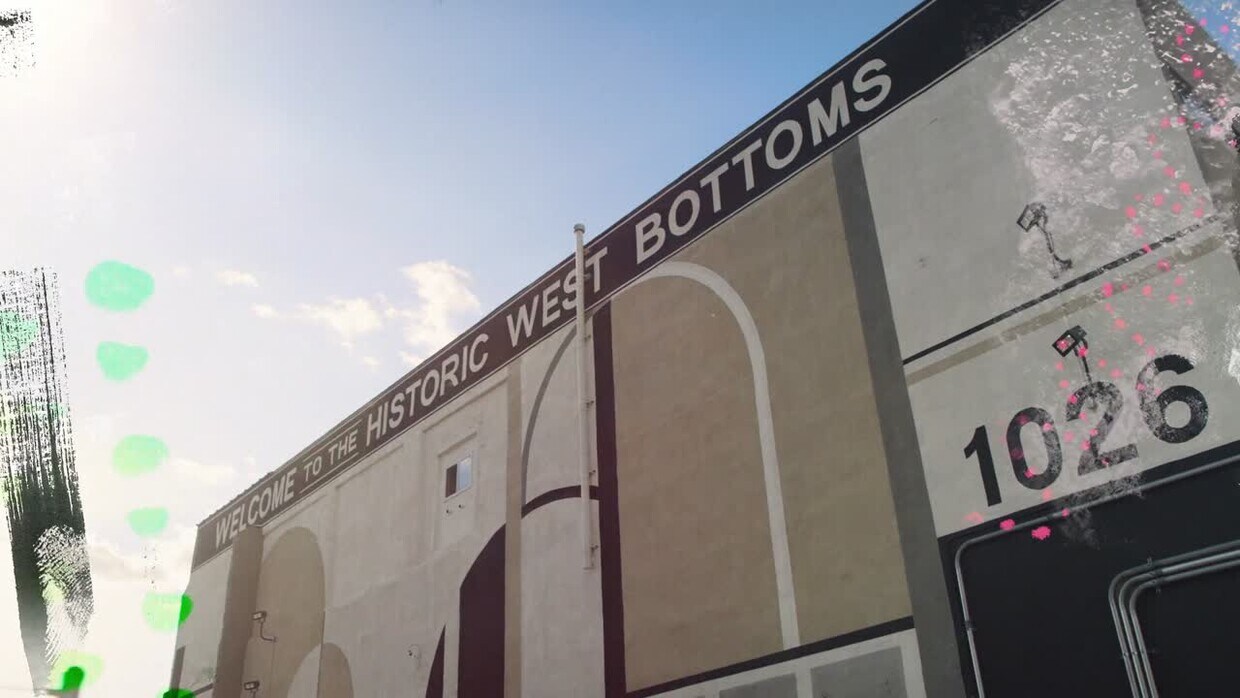 WELCOME TO THE HISTORIC WEST BOTTOMS
1026